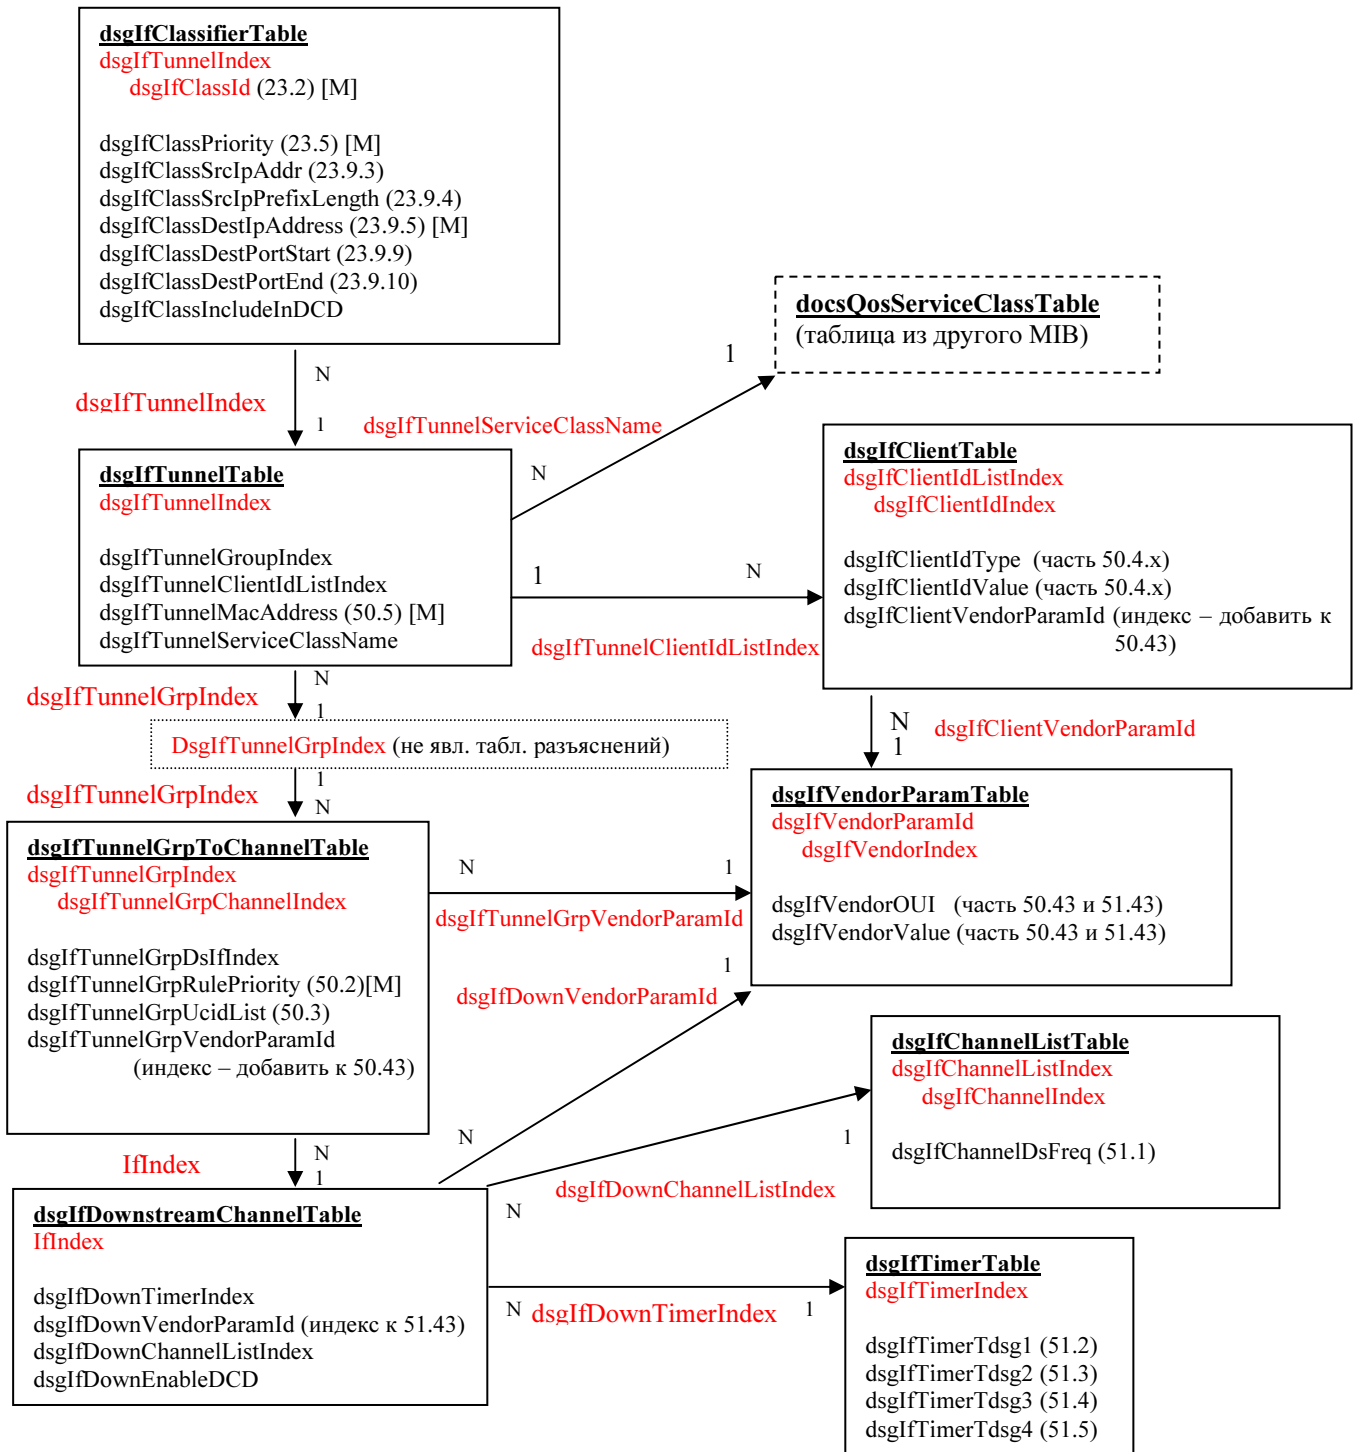 dsgIfClassifierTable
dsgIfTunnelIndex
dsgIfClassId (23.2) [M]
dsgIfClassPriority (23.5) [M]
dsgIfClassSrcIpAddr (23.9.3)
dsgIfClassSrcIpPrefixLength (23.9.4)
dsgIfClassDestIpAddress (23.9.5) [M]
dsgIfClassDestPortStart (23.9.9)
dsgIfClassDestPortEnd (23.9.10)
dsgIfClassIncludeInDCD
docsQosServiceClassTable
(таблица из другого MIB)
N
dsgIfTunnelIndex
1
1
dsgIfTunnelServiceClassName
N
dsgIfTunnelTable
dsgIfTunnelIndex
dsgIfTunnelGroupIndex
dsgIfTunnelClientIdListIndex
dsgIfTunnelMacAddress (50.5) [M]
dsgIfTunnelServiceClassName
1
N
dsgIfTunnelClientIdListIndex
dsgIfClientTable
dsgIfClientIdListIndex
dsgIfClientIdIndex
dsgIfClientIdType (часть 50.4.x)
dsgIfClientIdValue (часть 50.4.x)
dsgIfClientVendorParamId (индекс – добавить к
50.43)
N
dsgIfTunnelGrpIndex
1
DsgIfTunnelGrpIndex (не явл. табл. разъяснений)
1
dsgIfTunnelGrpIndex
N
N
dsgIfClientVendorParamId
1
dsgIfTunnelGrpToChannelTable
dsgIfTunnelGrpIndex
dsgIfTunnelGrpChannelIndex
dsgIfTunnelGrpDsIfIndex
dsgIfTunnelGrpRulePriority (50.2)[M]
dsgIfTunnelGrpUcidList (50.3)
dsgIfTunnelGrpVendorParamId
(индекс – добавить к 50.43)
N
1
dsgIfTunnelGrpVendorParamId
dsgIfVendorParamTable
dsgIfVendorParamId
dsgIfVendorIndex
dsgIfVendorOUI (часть 50.43 и 51.43)
dsgIfVendorValue (часть 50.43 и 51.43)
1
dsgIfDownVendorParamId
N
dsgIfChannelListTable
dsgIfChannelListIndex
dsgIfChannelIndex
dsgIfChannelDsFreq (51.1)
1
dsgIfDownChannelListIndex
N
N
IfIndex
1
dsgIfDownstreamChannelTable
IfIndex
dsgIfDownTimerIndex
dsgIfDownVendorParamId (индекс к 51.43)
dsgIfDownChannelListIndex
dsgIfDownEnableDCD
N
dsgIfDownTimerIndex
1
dsgIfTimerTable
dsgIfTimerIndex
dsgIfTimerTdsg1 (51.2)
dsgIfTimerTdsg2 (51.3)
dsgIfTimerTdsg3 (51.4)
dsgIfTimerTdsg4 (51.5)